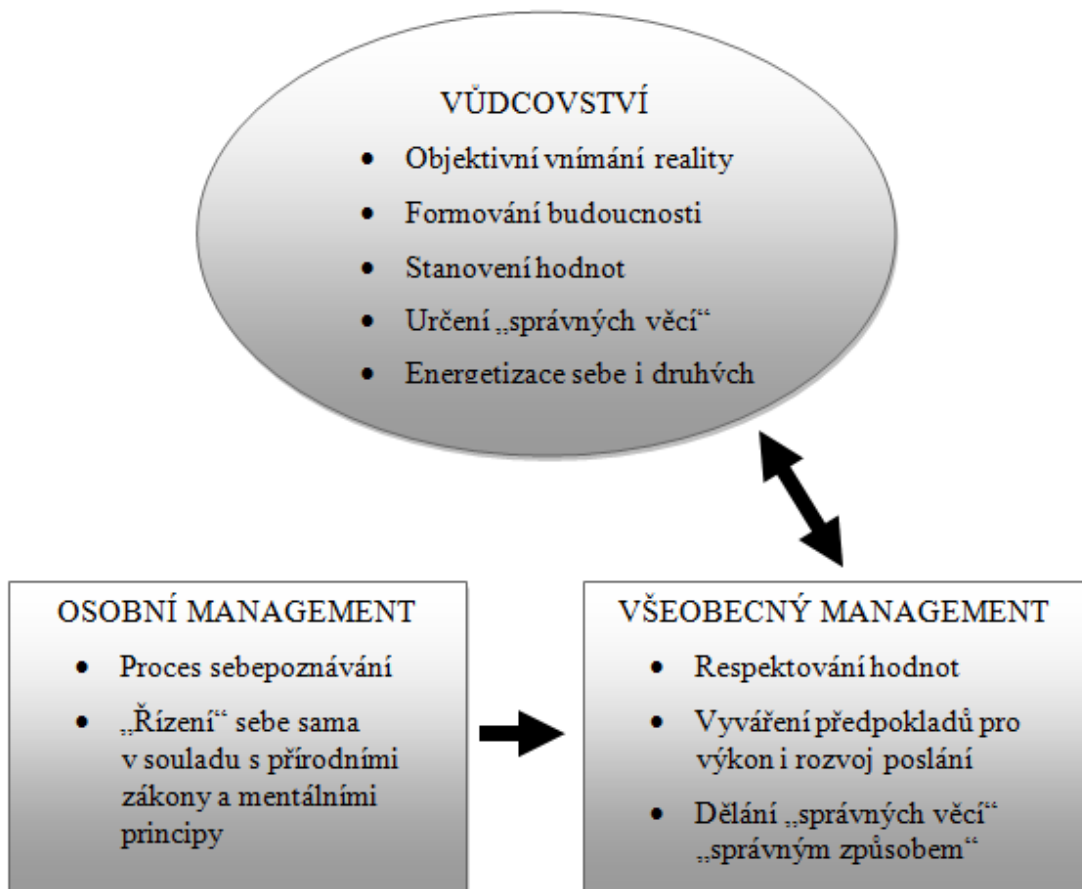 VŮDCOVSTVÍ
• Objektivní vnímání reality
• Formování budoucnosti
• Stanovení hodnot
• Určení „správných věcí“
• Energetizace sebe i druhých
OSOBNÍ MANAGEMENT
• Proces sebepoznávání
• „Řízení“ sebe sama
v souladu s přírodními
zákony a mentálními
principy
VŠEOBECNÝ MANAGEMENT
• Respektování hodnot
• Vyváření předpokladů pro
výkon i rozvoj poslání
• Dělání „správných věcí“
„správným způsobem“